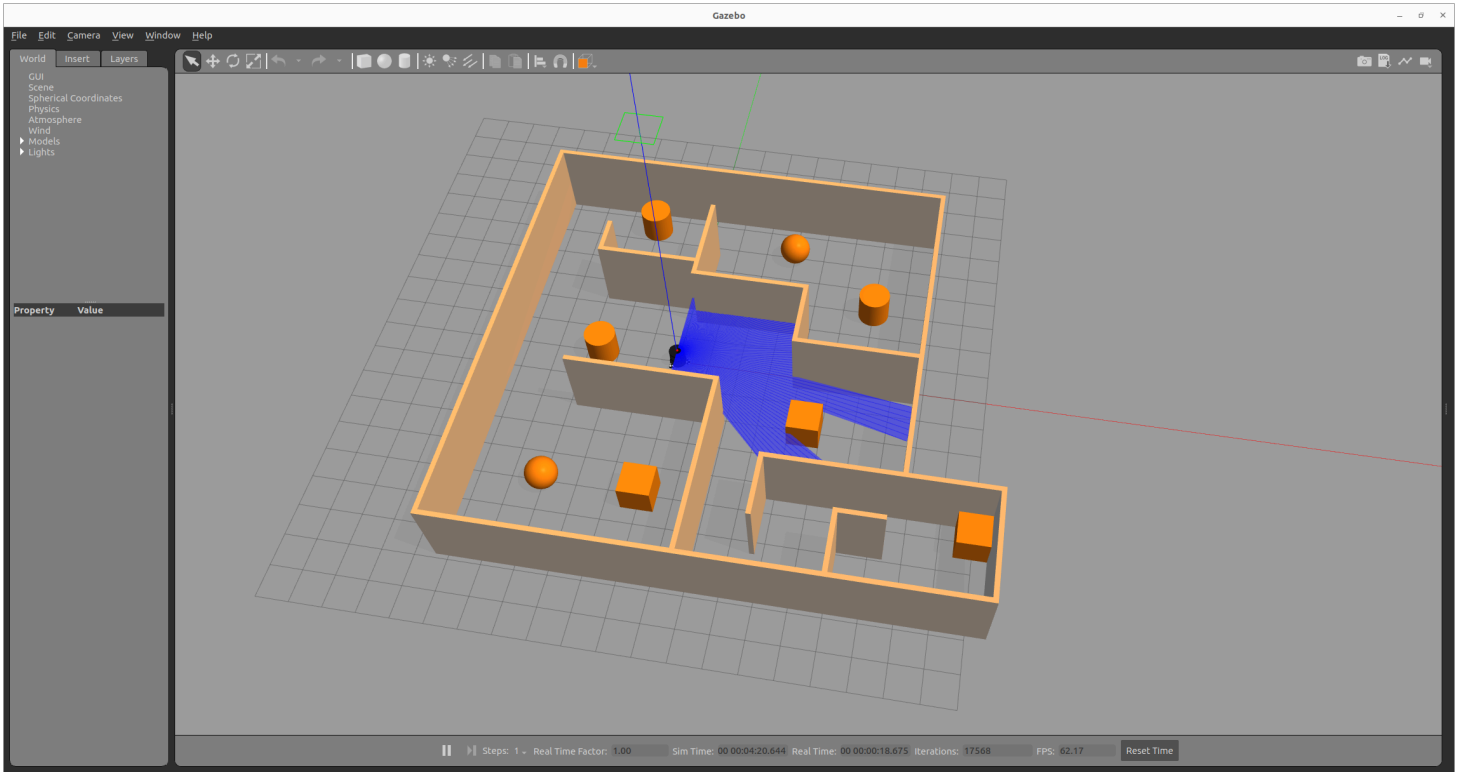 Gazebo
File Edit Camera View Window Help
World Insert Layers
GUI
Scene
Spherical Coordinates
Physics
Atmosphere
Wind
Models
Lights
Property Value
Steps: 1 Real Time Factor: 1.00 Sim Time: 00 00:04:20.644 Real Time: 00 00:00:18.675 Iterations: 17568 FPS: 62.17 Reset Time